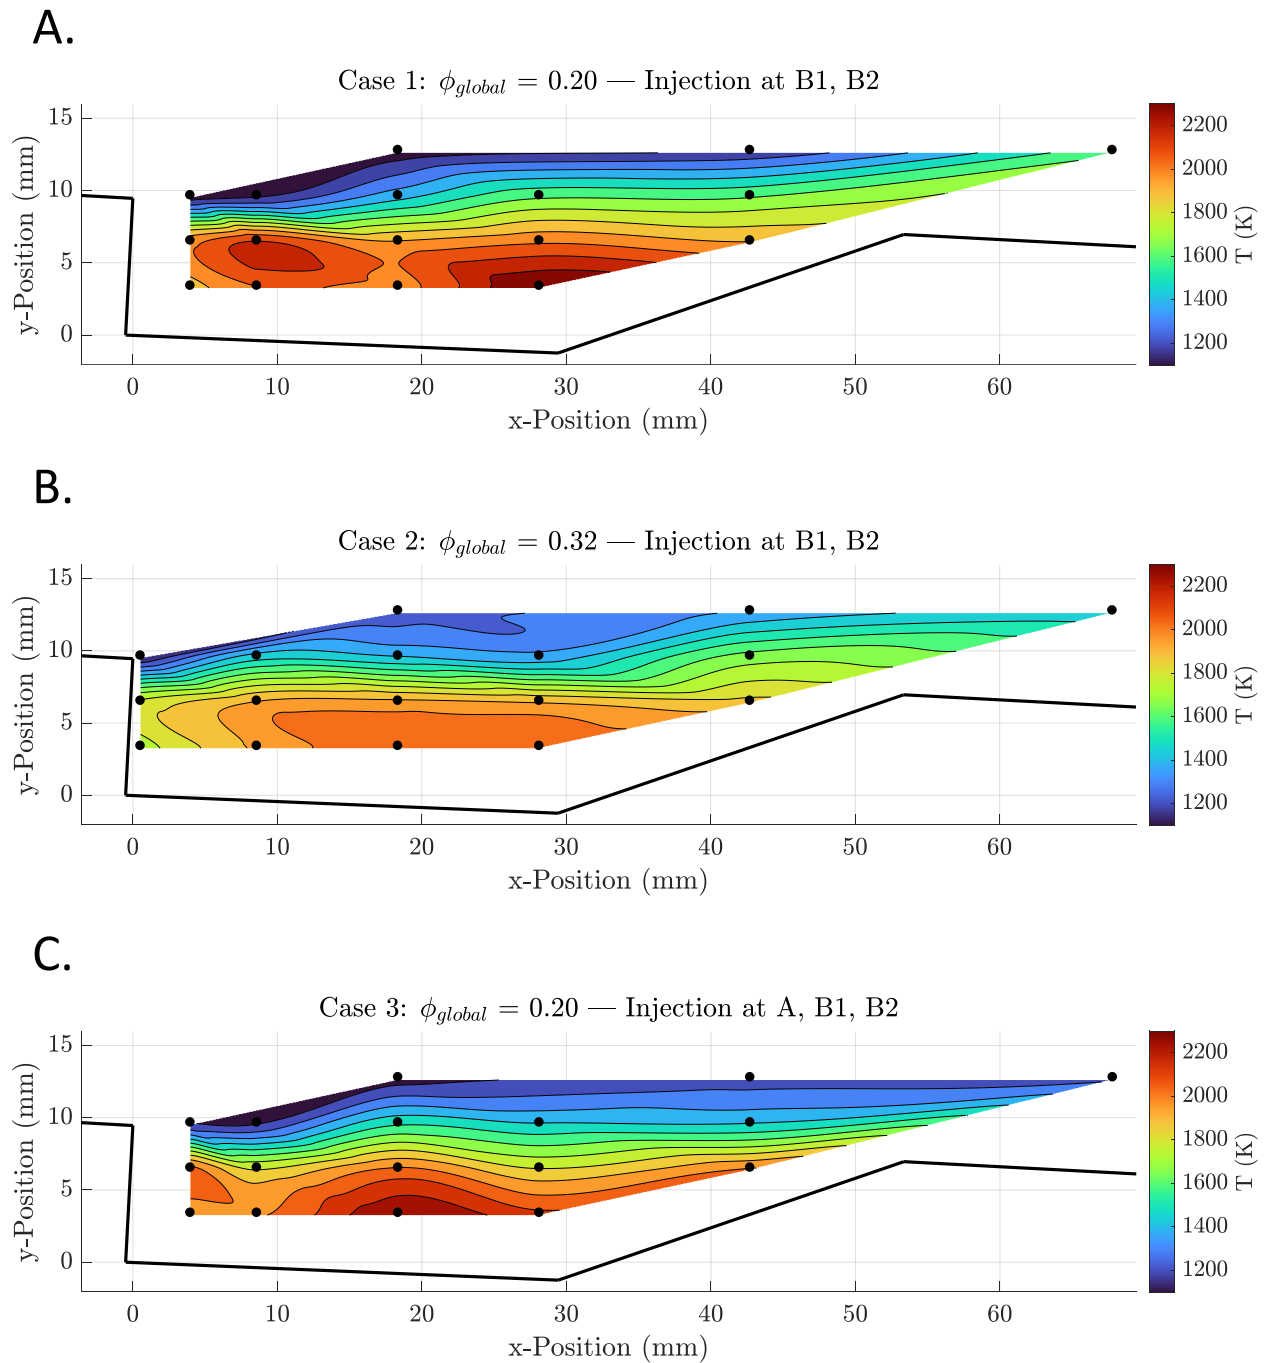 A.
Case 1: ϕ_global = 0.20 — Injection at B1, B2
15
10
5
0
y-Position (mm)
0 10 20 30 40 50 60
x-Position (mm)
2200
2000
1800
1600
1400
1200
T (K)
B.
Case 2: ϕ_global = 0.32 — Injection at B1, B2
15
10
5
0
y-Position (mm)
0 10 20 30 40 50 60
x-Position (mm)
2200
2000
1800
1600
1400
1200
T (K)
C.
Case 3: ϕ_global = 0.20 — Injection at A, B1, B2
15
10
5
0
y-Position (mm)
0 10 20 30 40 50 60
x-Position (mm)
2200
2000
1800
1600
1400
1200
T (K)